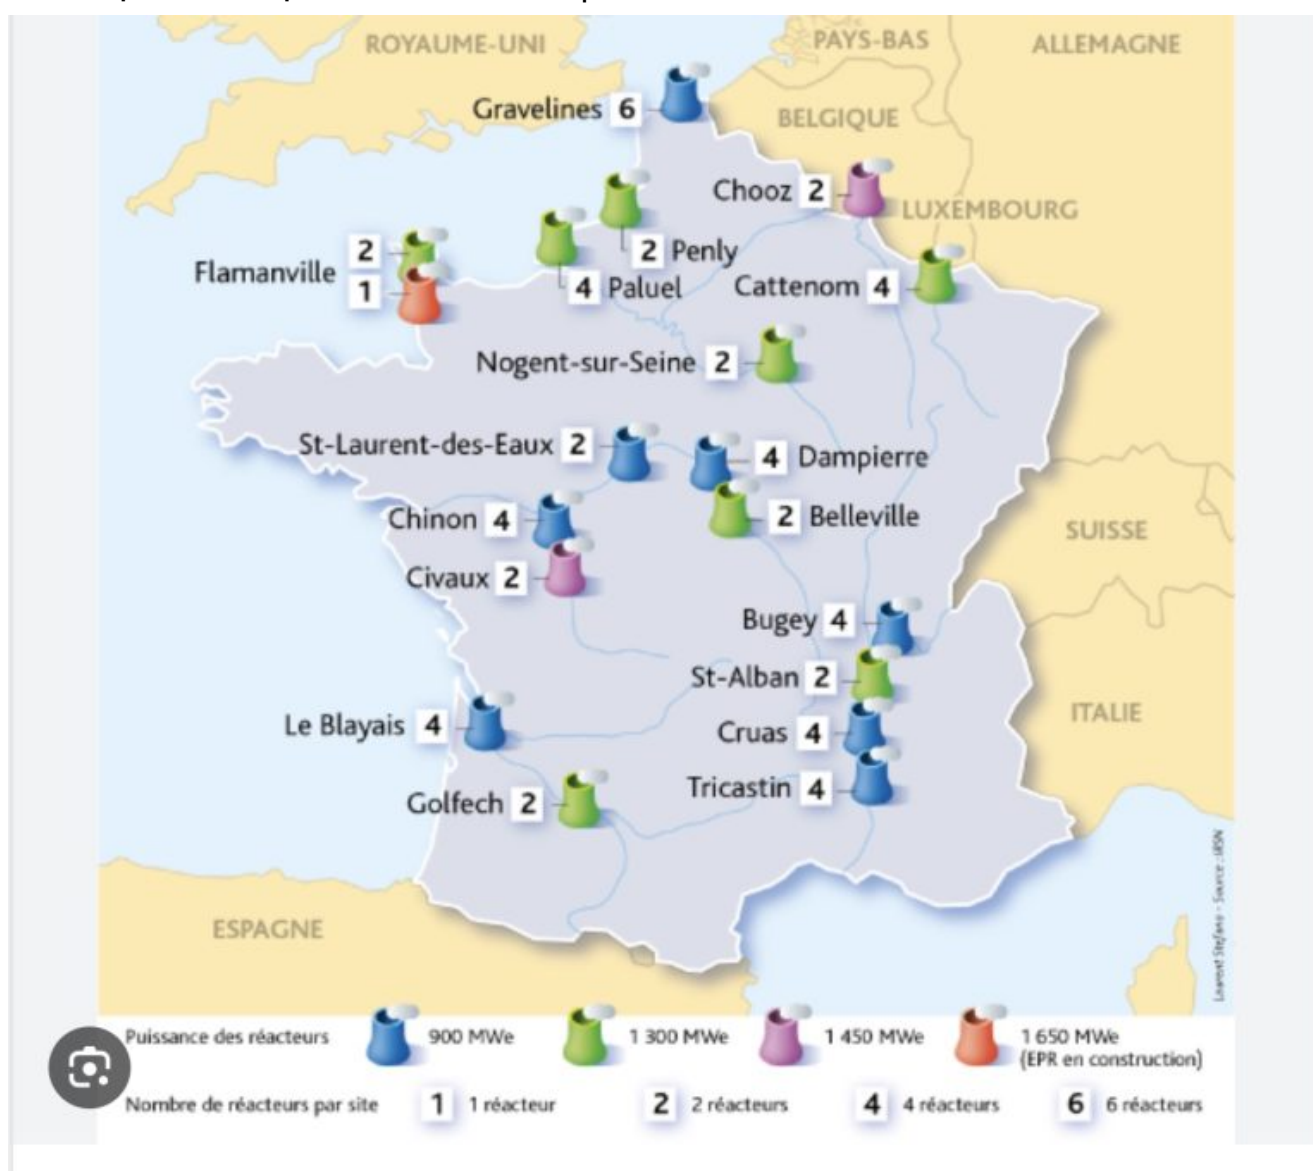 ROYAUME-UNI
PAYS-BAS
ALLEMAGNE
Gravelines 6
BELGIQUE
Chooz 2
LUXEMBOURG
2 Penly
Flamanville 2
1
4 Paluel
Cattenom 4
Nogent-sur-Seine 2
St-Laurent-des-Eaux 2
4 Dampierre
Chinon 4
2 Belleville
SUISSE
Civaux 2
Bugey 4
St-Alban 2
ITALIE
Le Blayais 4
Cruas 4
Tricastin 4
Golfech 2
ESPAGNE
Laurent Stefano - Source : IRSN
Puissance des réacteurs 900 MWe 1 300 MWe 1 450 MWe 1 650 MWe
(EPR en construction)
Nombre de réacteurs par site 1 1 réacteur 2 2 réacteurs 4 4 réacteurs 6 6 réacteurs